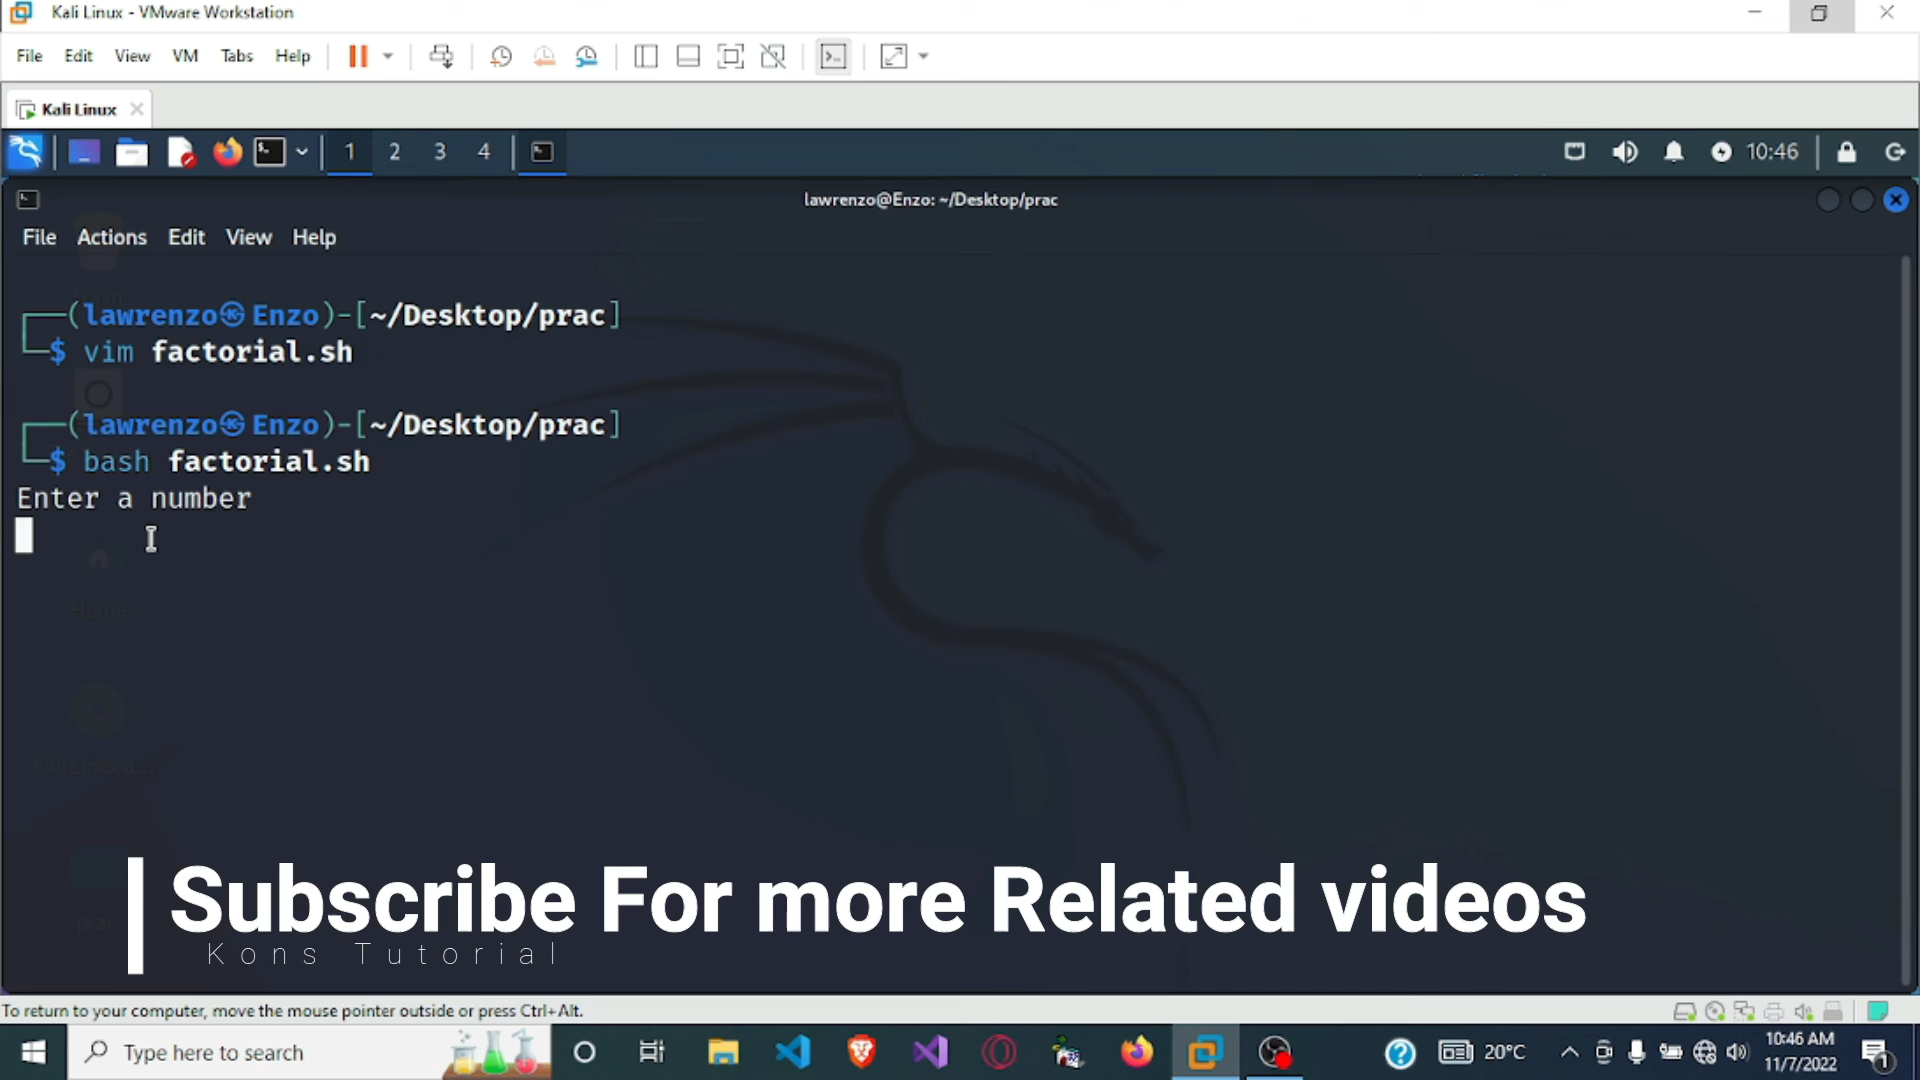 Kali Linux - VMware Workstation
File Edit View VM Tabs Help
Kali Linux
1 2 3 4 10:46
lawrenzo@Enzo: ~/Desktop/prac
File Actions Edit View Help
(lawrenzo㉿Enzo)-[~/Desktop/prac]
$ vim factorial.sh
(lawrenzo㉿Enzo)-[~/Desktop/prac]
$ bash factorial.sh
Enter a number
Home
prac
Subscribe For more Related videos
Kons Tutorial
To return to your computer, move the mouse pointer outside or press Ctrl+Alt.
Type here to search
20°C
10:46 AM
11/7/2022
1